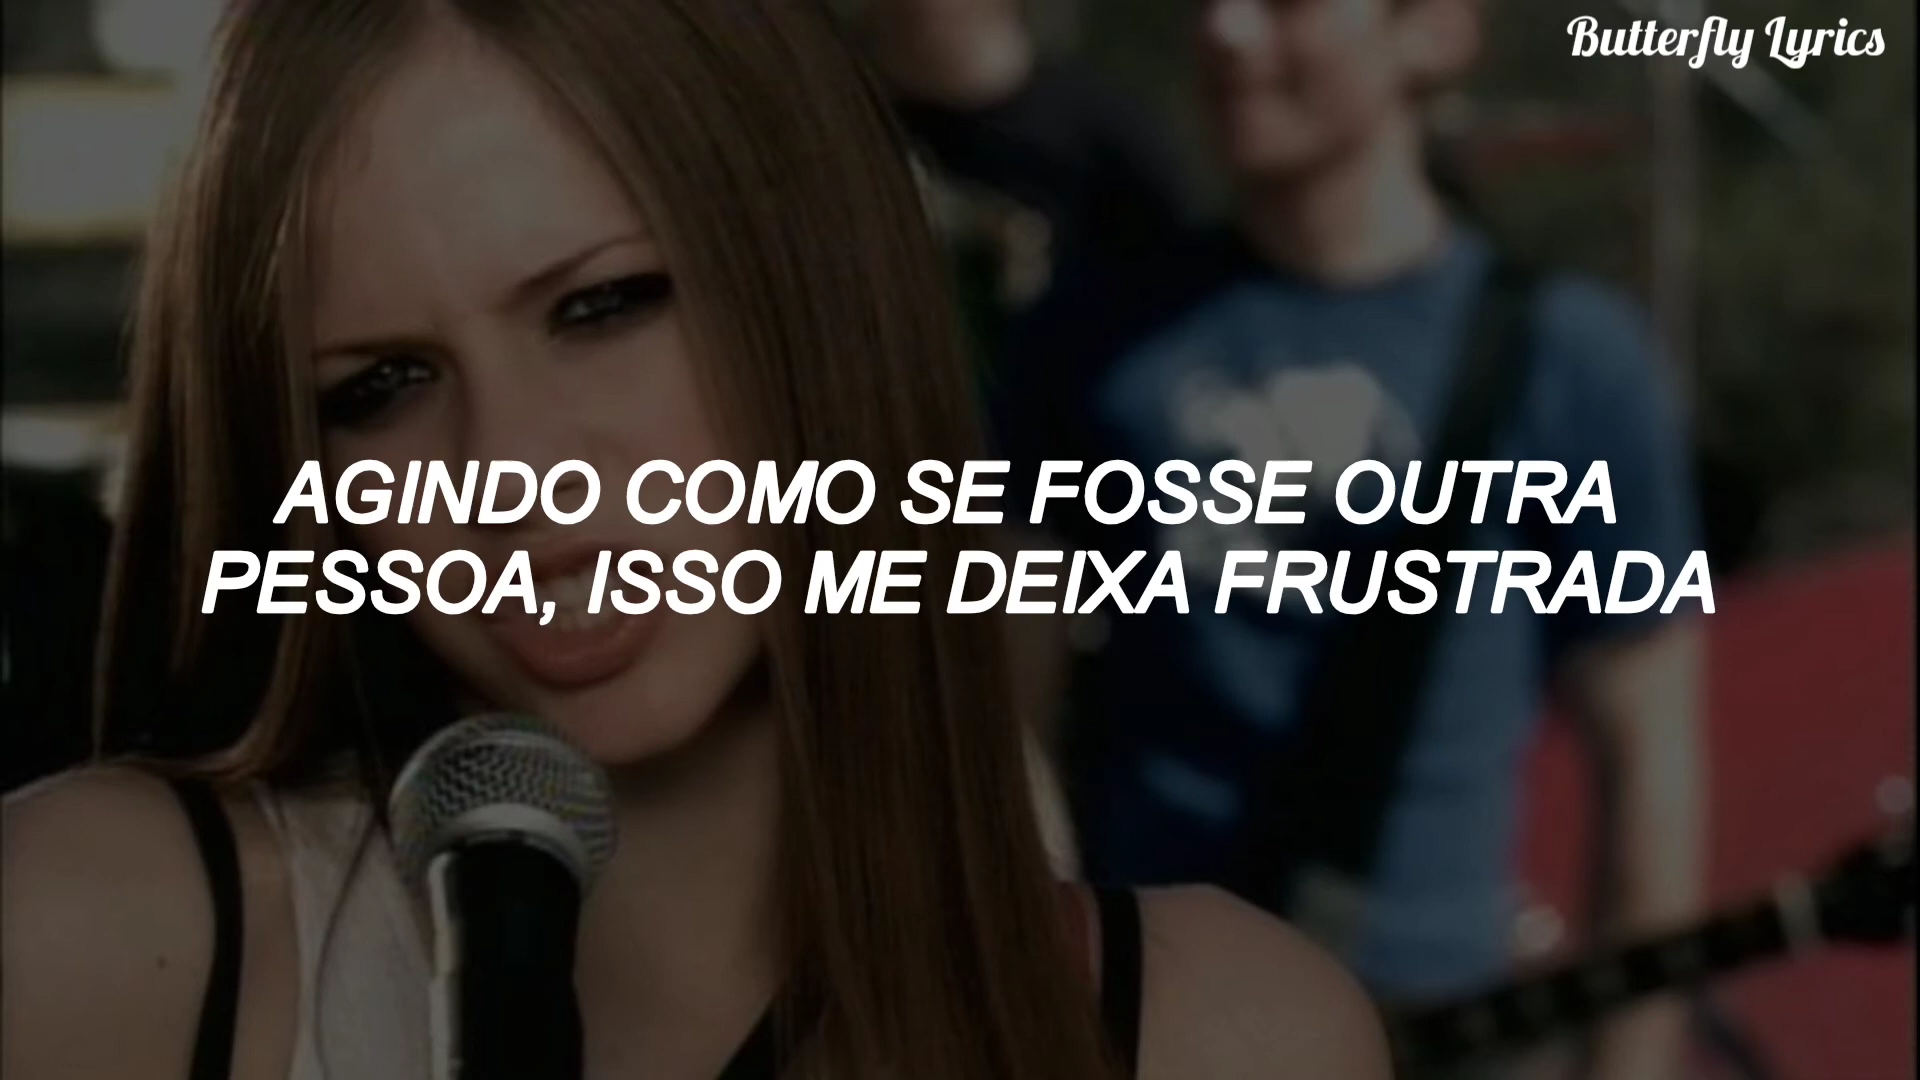 Butterfly Lyrics
AGINDO COMO SE FOSSE OUTRA
PESSOA, ISSO ME DEIXA FRUSTRADA